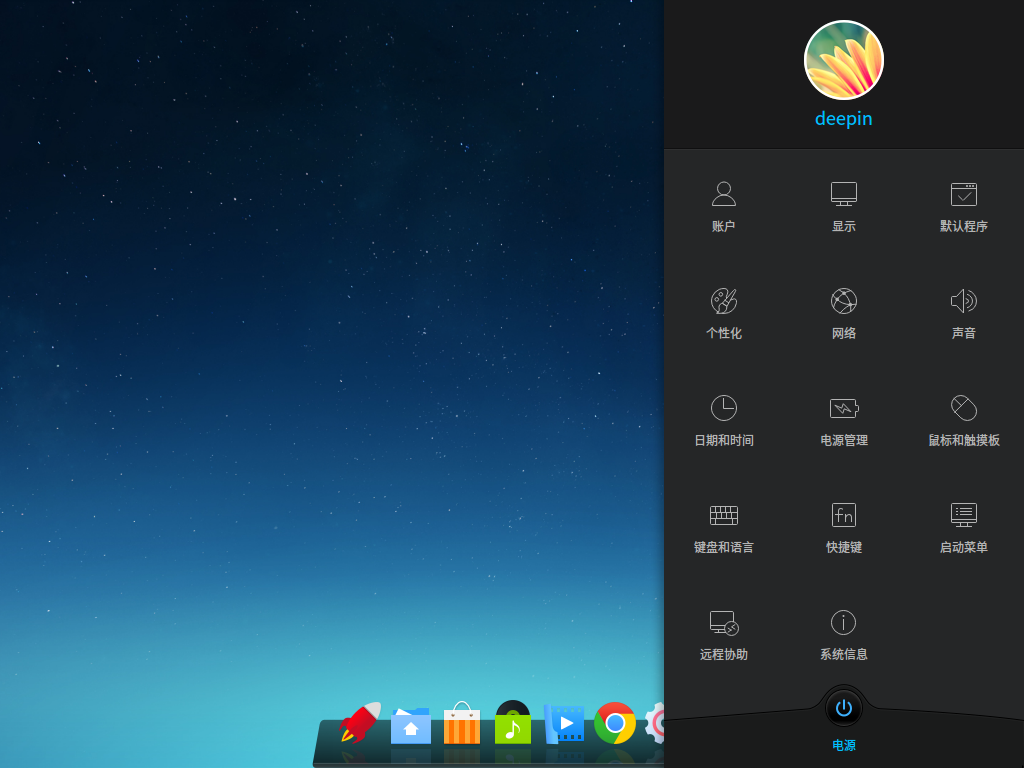 deepin
账户
显示
默认程序
个性化
网络
声音
日期和时间
电源管理
鼠标和触摸板
键盘和语言
fn
快捷键
启动菜单
远程协助
系统信息
电源